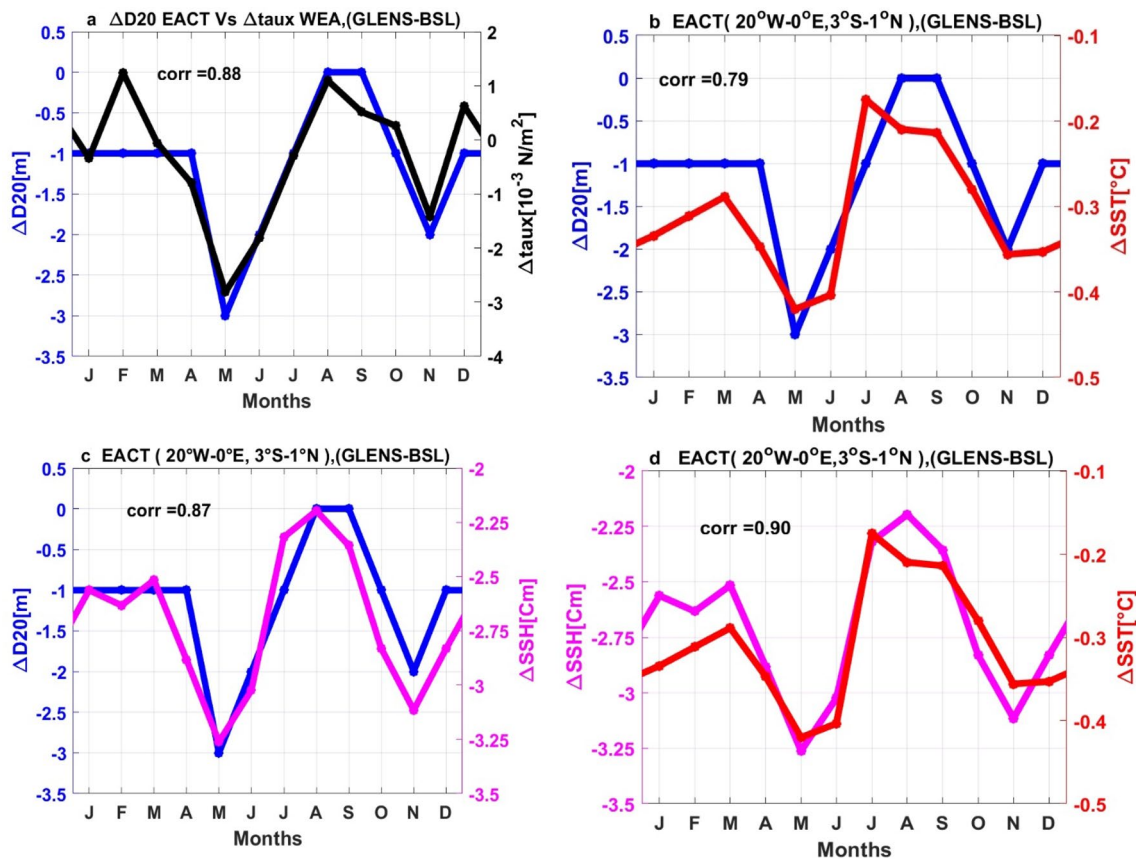 a ΔD20 EACT Vs Δtaux WEA,(GLENS-BSL)
corr =0.88
ΔD20[m]
0.5
0
-0.5
-1
-1.5
-2
-2.5
-3
-3.5
2
1
0
-1
-2
-3
-4
Δtaux[10⁻³ N/m²]
J F M A M J J A S O N D
Months
b EACT( 20°W-0°E,3°S-1°N ),(GLENS-BSL)
corr =0.79
ΔD20[m]
0.5
0
-0.5
-1
-1.5
-2
-2.5
-3
-3.5
-0.1
-0.2
-0.3
-0.4
-0.5
ΔSST[°C]
J F M A M J J A S O N D
Months
c EACT ( 20°W-0°E, 3°S-1°N ),(GLENS-BSL)
corr =0.87
ΔD20[m]
0.5
0
-0.5
-1
-1.5
-2
-2.5
-3
-3.5
-2
-2.25
-2.5
-2.75
-3
-3.25
-3.5
ΔSSH[Cm]
J F M A M J J A S O N D
Months
d EACT( 20°W-0°E,3°S-1°N ),(GLENS-BSL)
corr =0.90
ΔSSH[Cm]
-2
-2.25
-2.5
-2.75
-3
-3.25
-3.5
-0.1
-0.2
-0.3
-0.4
-0.5
ΔSST[°C]
J F M A M J J A S O N D
Months